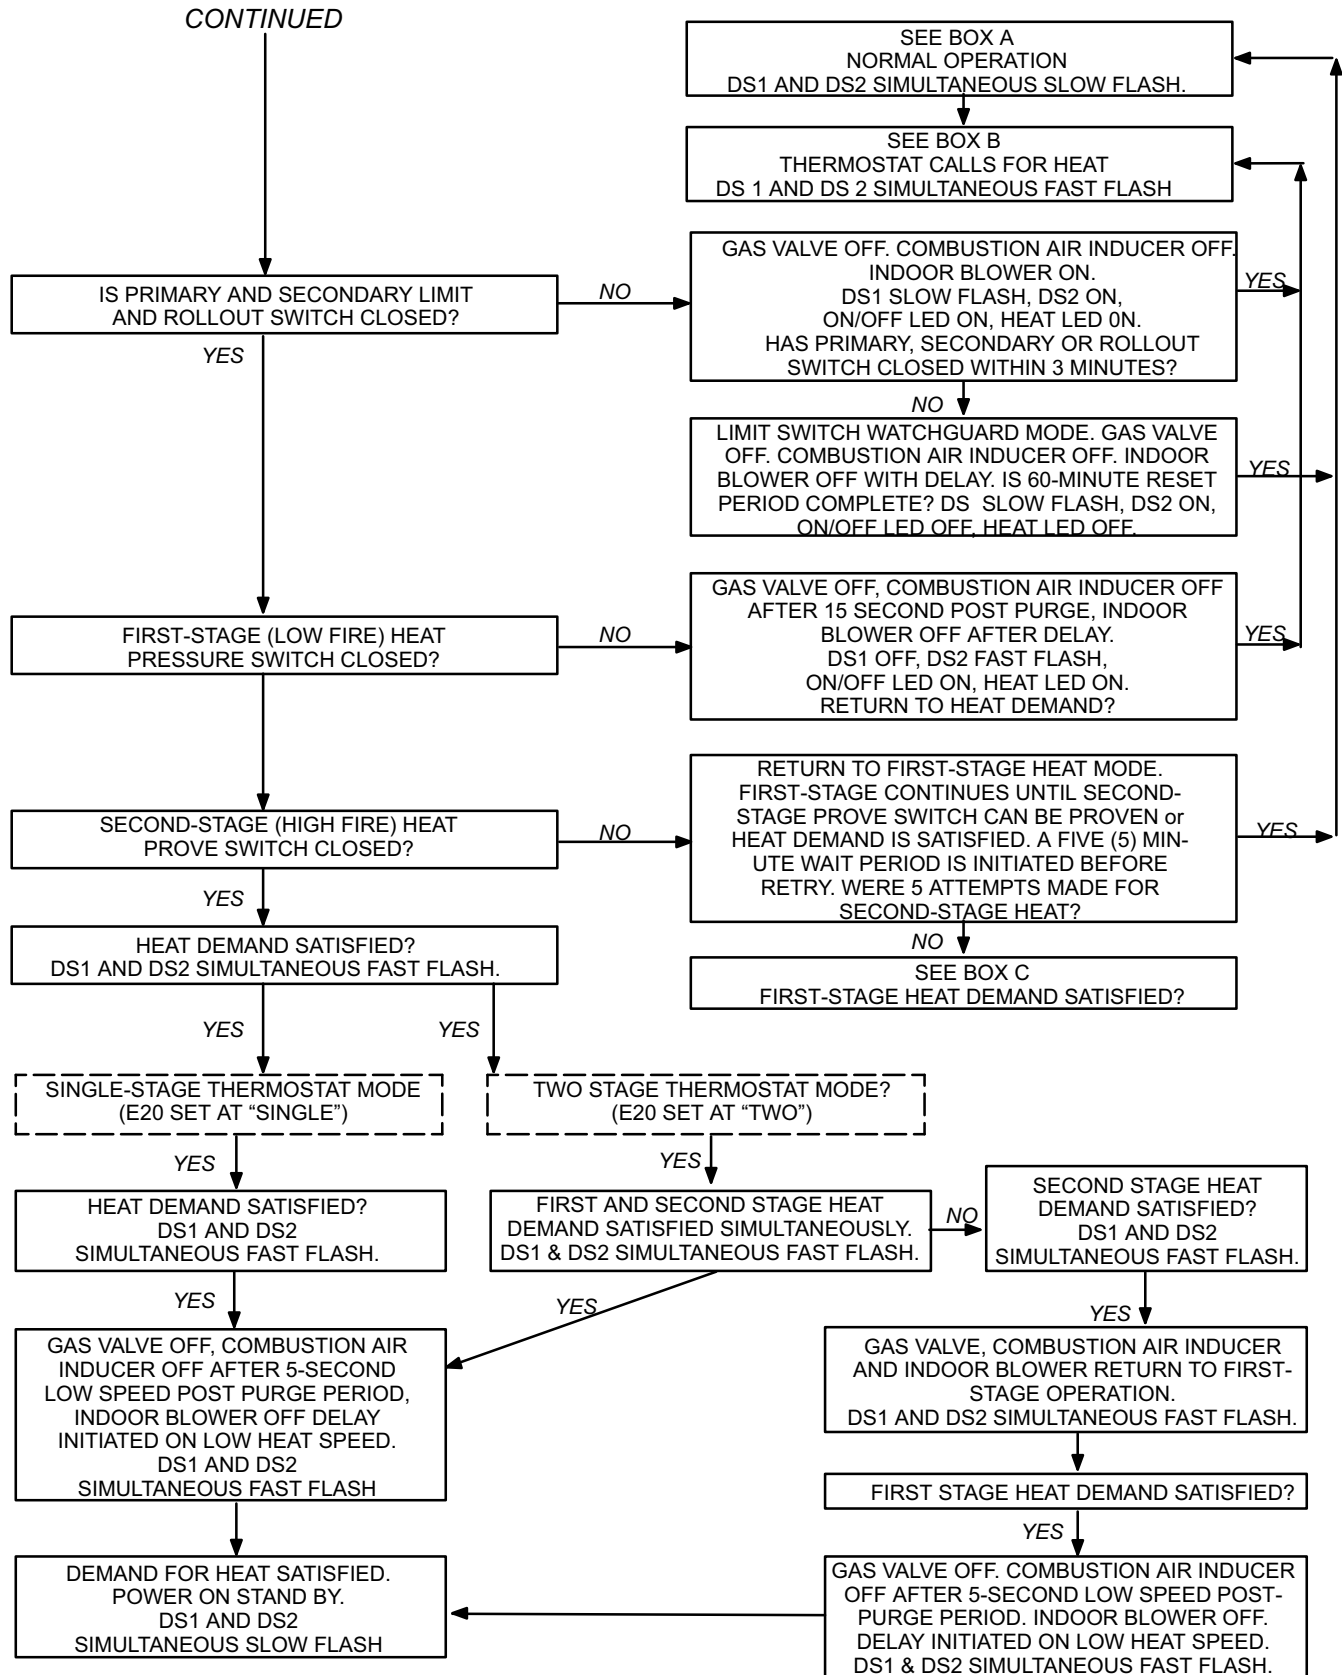 CONTINUED
SEE BOX A
NORMAL OPERATION
DS1 AND DS2 SIMULTANEOUS SLOW FLASH.
SEE BOX B
THERMOSTAT CALLS FOR HEAT
DS 1 AND DS 2 SIMULTANEOUS FAST FLASH
IS PRIMARY AND SECONDARY LIMIT
AND ROLLOUT SWITCH CLOSED?
NO
GAS VALVE OFF. COMBUSTION AIR INDUCER OFF.
INDOOR BLOWER ON.
DS1 SLOW FLASH, DS2 ON,
ON/OFF LED ON, HEAT LED 0N.
HAS PRIMARY, SECONDARY OR ROLLOUT
SWITCH CLOSED WITHIN 3 MINUTES?
YES
YES
NO
LIMIT SWITCH WATCHGUARD MODE. GAS VALVE
OFF. COMBUSTION AIR INDUCER OFF. INDOOR
BLOWER OFF WITH DELAY. IS 60-MINUTE RESET
PERIOD COMPLETE? DS SLOW FLASH, DS2 ON,
ON/OFF LED OFF, HEAT LED OFF.
YES
FIRST-STAGE (LOW FIRE) HEAT
PRESSURE SWITCH CLOSED?
NO
GAS VALVE OFF, COMBUSTION AIR INDUCER OFF
AFTER 15 SECOND POST PURGE, INDOOR
BLOWER OFF AFTER DELAY.
DS1 OFF, DS2 FAST FLASH,
ON/OFF LED ON, HEAT LED ON.
RETURN TO HEAT DEMAND?
YES
SECOND-STAGE (HIGH FIRE) HEAT
PROVE SWITCH CLOSED?
NO
RETURN TO FIRST-STAGE HEAT MODE.
FIRST-STAGE CONTINUES UNTIL SECOND-
STAGE PROVE SWITCH CAN BE PROVEN or
HEAT DEMAND IS SATISFIED. A FIVE (5) MIN-
UTE WAIT PERIOD IS INITIATED BEFORE
RETRY. WERE 5 ATTEMPTS MADE FOR
SECOND-STAGE HEAT?
YES
YES
NO
HEAT DEMAND SATISFIED?
DS1 AND DS2 SIMULTANEOUS FAST FLASH.
SEE BOX C
FIRST-STAGE HEAT DEMAND SATISFIED?
YES
YES
SINGLE-STAGE THERMOSTAT MODE
(E20 SET AT “SINGLE”)
TWO STAGE THERMOSTAT MODE?
(E20 SET AT “TWO”)
YES
YES
HEAT DEMAND SATISFIED?
DS1 AND DS2
SIMULTANEOUS FAST FLASH.
FIRST AND SECOND STAGE HEAT
DEMAND SATISFIED SIMULTANEOUSLY.
DS1 & DS2 SIMULTANEOUS FAST FLASH.
NO
SECOND STAGE HEAT
DEMAND SATISFIED?
DS1 AND DS2
SIMULTANEOUS FAST FLASH.
YES
YES
YES
GAS VALVE OFF, COMBUSTION AIR
INDUCER OFF AFTER 5-SECOND
LOW SPEED POST PURGE PERIOD,
INDOOR BLOWER OFF DELAY
INITIATED ON LOW HEAT SPEED.
DS1 AND DS2
SIMULTANEOUS FAST FLASH
GAS VALVE, COMBUSTION AIR INDUCER
AND INDOOR BLOWER RETURN TO FIRST-
STAGE OPERATION.
DS1 AND DS2 SIMULTANEOUS FAST FLASH.
FIRST STAGE HEAT DEMAND SATISFIED?
YES
DEMAND FOR HEAT SATISFIED.
POWER ON STAND BY.
DS1 AND DS2
SIMULTANEOUS SLOW FLASH
GAS VALVE OFF. COMBUSTION AIR INDUCER
OFF AFTER 5-SECOND LOW SPEED POST-
PURGE PERIOD. INDOOR BLOWER OFF.
DELAY INITIATED ON LOW HEAT SPEED.
DS1 & DS2 SIMULTANEOUS FAST FLASH.